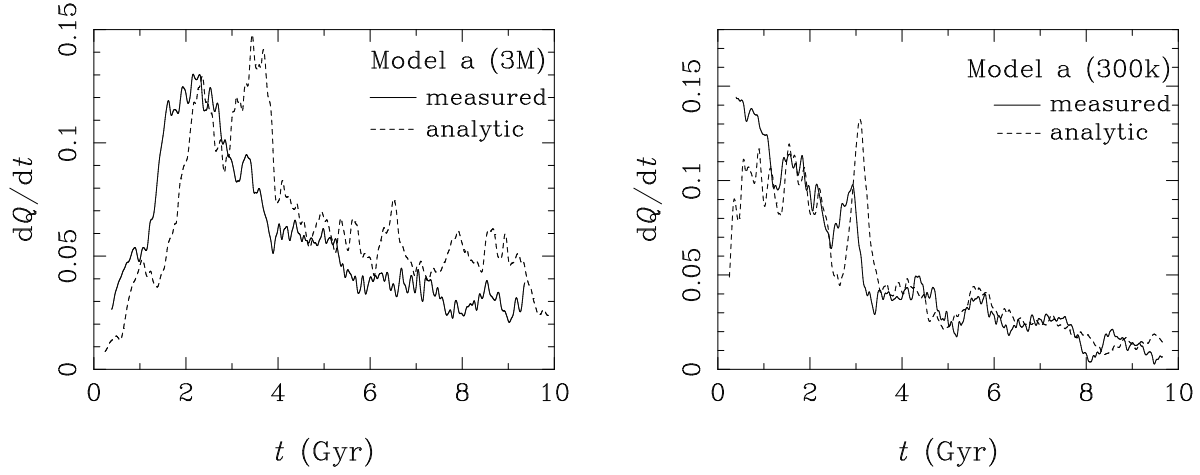 0.15
Model a (3M)
measured
analytic
0.1
dQ/dt
0.05
0
0 2 4 6 8 10
t (Gyr)
Model a (300k)
measured
analytic
0.15
0.1
dQ/dt
0.05
0
0 2 4 6 8 10
t (Gyr)